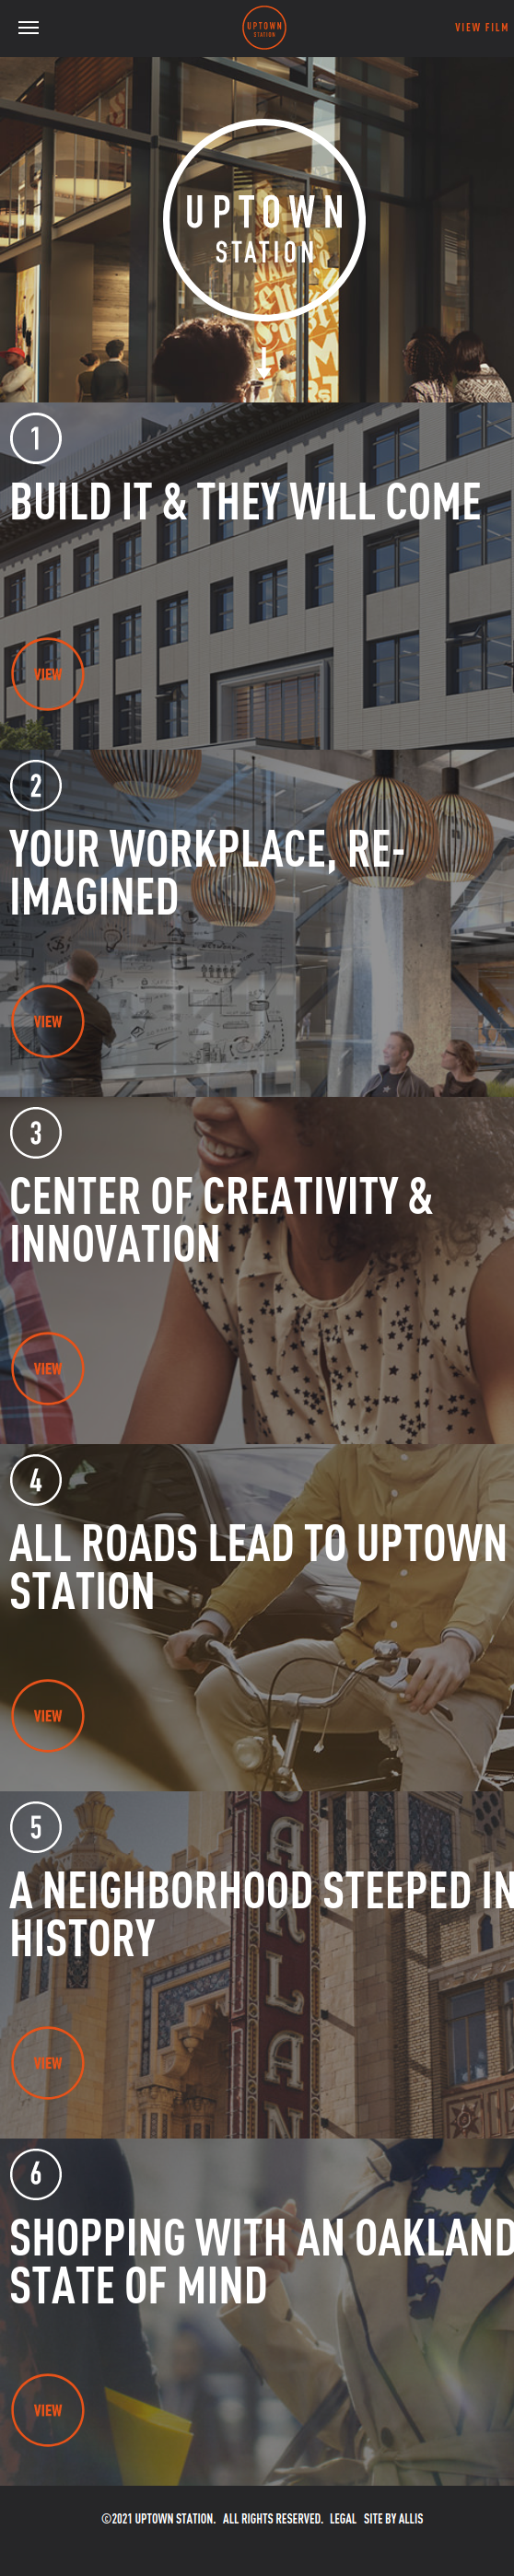 UPTOWN
STATION
VIEW FILM
UPTOWN
STATION
1
BUILD IT & THEY WILL COME
VIEW
2
YOUR WORKPLACE, RE-
IMAGINED
VIEW
3
CENTER OF CREATIVITY &
INNOVATION
VIEW
4
ALL ROADS LEAD TO UPTOWN
STATION
VIEW
5
A NEIGHBORHOOD STEEPED IN
HISTORY
VIEW
6
SHOPPING WITH AN OAKLAND
STATE OF MIND
VIEW
©2021 UPTOWN STATION. ALL RIGHTS RESERVED. LEGAL SITE BY ALLIS